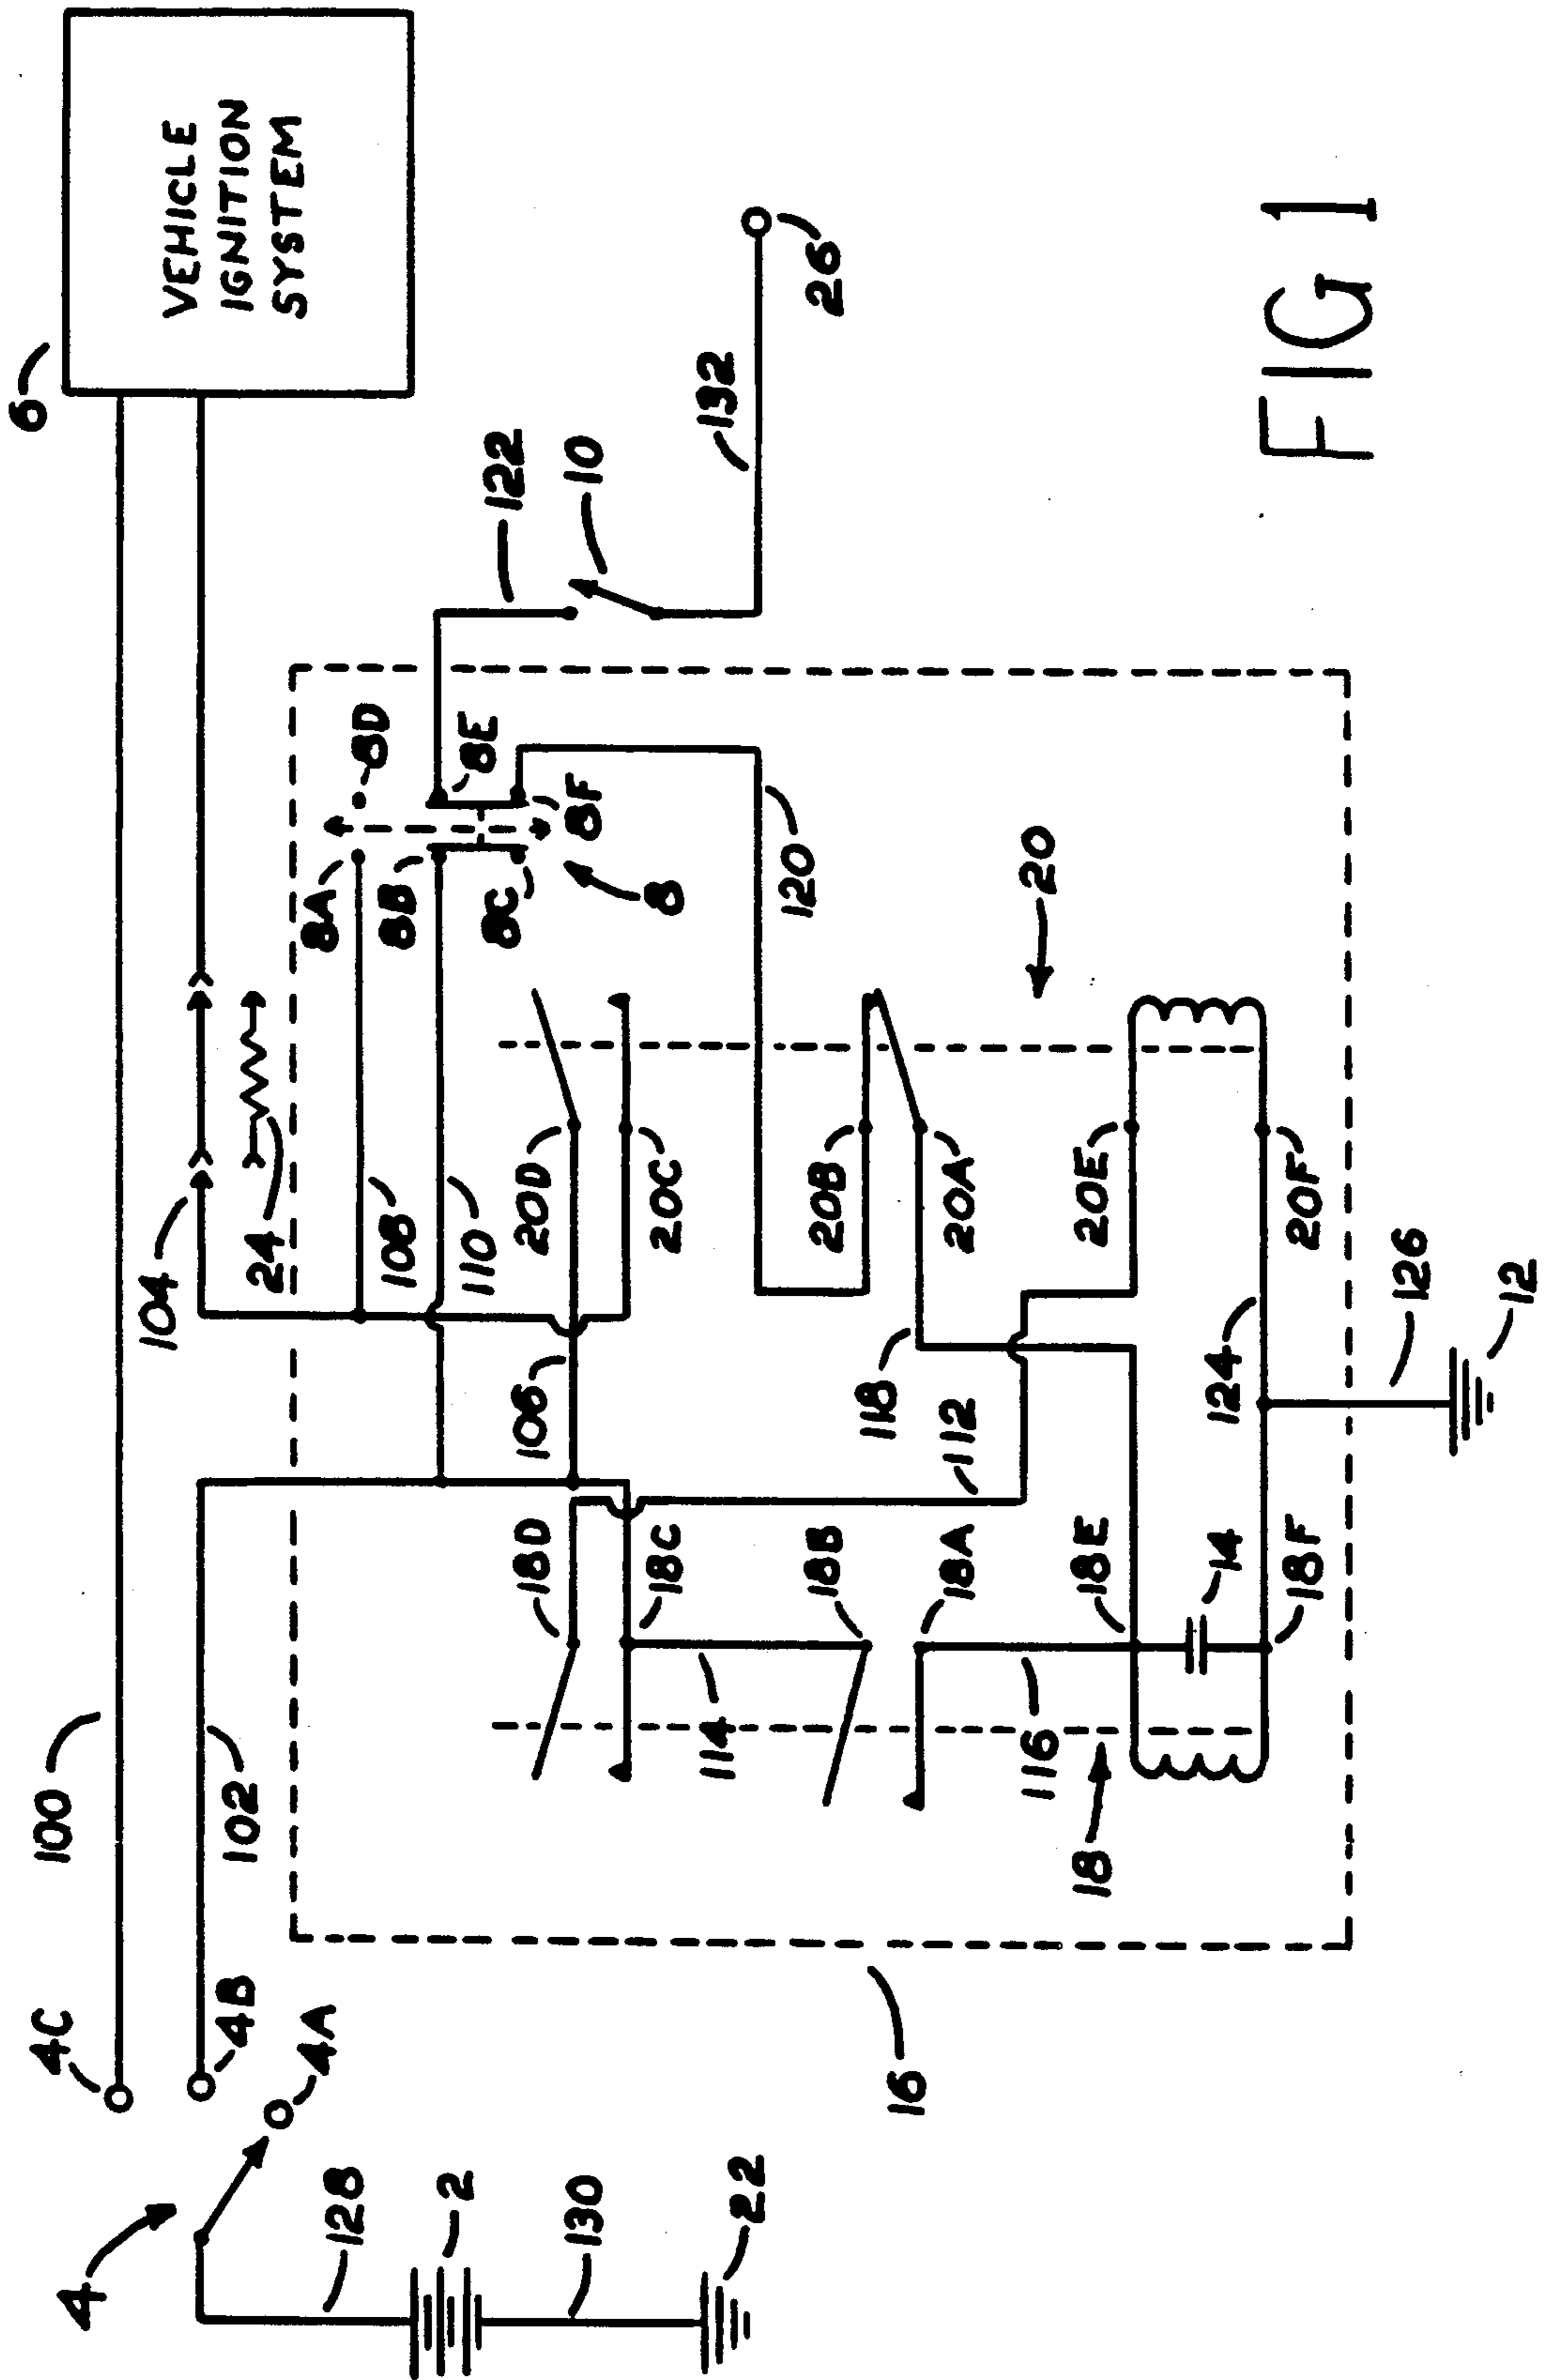 6
VEHICLE
IGNITION
SYSTEM
4C
100
4
4B
102
104
4A
24
128
2
130
22
16
8A
8D
108
8B
8E
110
8C
8F
8
122
10
132
26
106
18D
20D
18C
20C
114
120
118
18B
20B
112
18A
20A
20
116
18
18E
20E
14
124
18F
20F
126
12
FIG 1